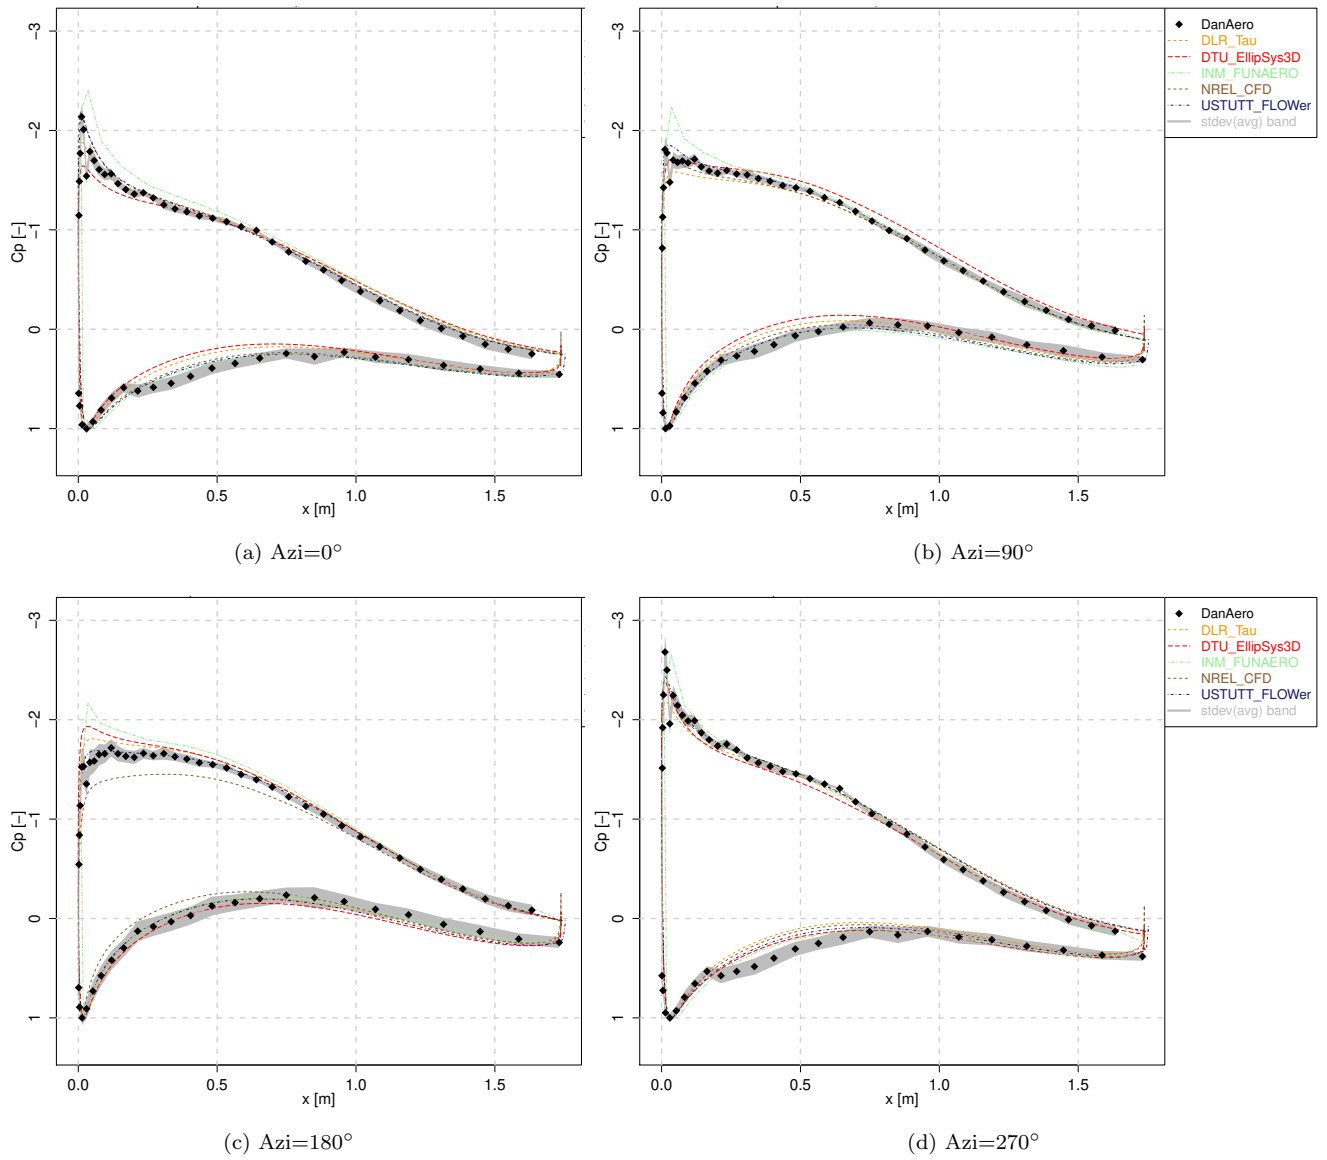 -3
-2
-1
0
1
Cp [-]
0.0 0.5 1.0 1.5
x [m]
(a) Azi=0°
-3
-2
-1
0
1
Cp [-]
0.0 0.5 1.0 1.5
x [m]
(b) Azi=90°
DanAero
DLR_Tau
DTU_EllipSys3D
INM_FUNAERO
NREL_CFD
USTUTT_FLOWer
stdev(avg) band
-3
-2
-1
0
1
Cp [-]
0.0 0.5 1.0 1.5
x [m]
(c) Azi=180°
-3
-2
-1
0
1
Cp [-]
0.0 0.5 1.0 1.5
x [m]
(d) Azi=270°
DanAero
DLR_Tau
DTU_EllipSys3D
INM_FUNAERO
NREL_CFD
USTUTT_FLOWer
stdev(avg) band